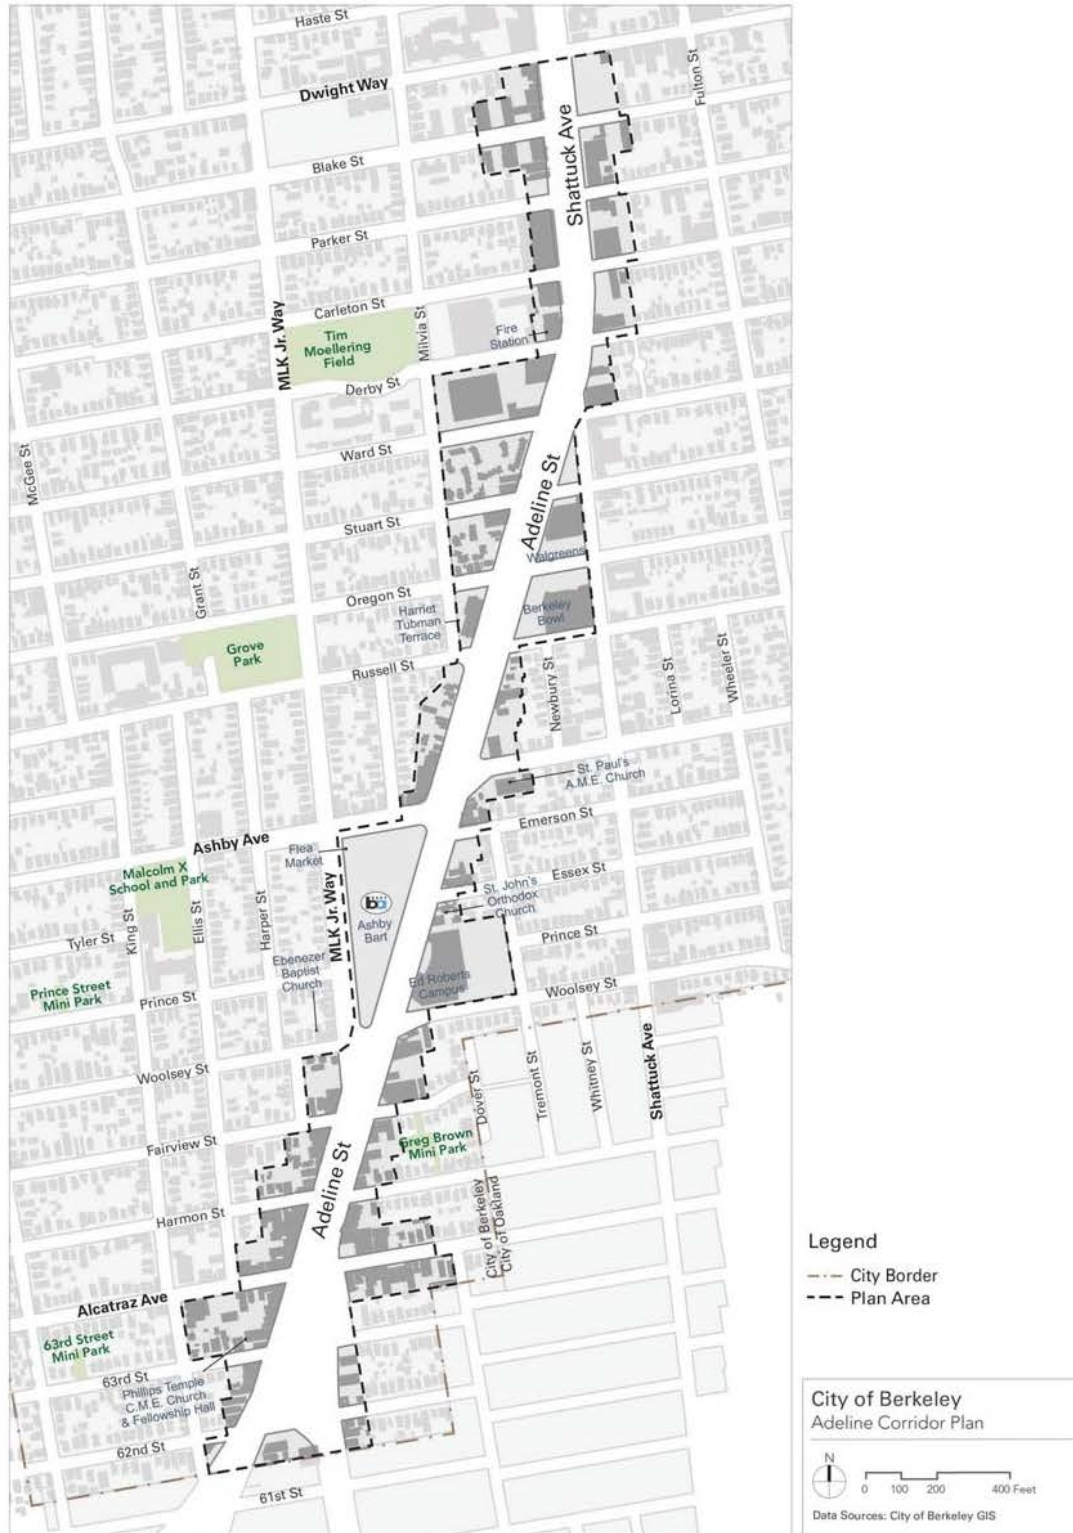 Haste St
Fulton St
Dwight Way
Shattuck Ave
Blake St
Parker St
Carleton St
MLK Jr. Way
Tim
Moellering
Field
Milvia St
Fire
Station
Derby St
McGee St
Ward St
Adeline St
Stuart St
Walgreens
Grant St
Oregon St
Harriet
Tubman
Terrace
Berkeley
Bowl
Grove
Park
Russell St
Newbury St
Lorina St
Wheeler St
St. Paul's
A.M.E. Church
Emerson St
Ashby Ave
Flea
Market
Malcolm X
School and Park
Essex St
St. John's
Orthodox
Church
MLK Jr. Way
Ashby
Bart
King St
Ellis St
Harper St
Tyler St
Prince St
Ebenezer
Baptist
Church
Ed Roberts
Campus
Prince Street
Mini Park
Prince St
Woolsey St
Shattuck Ave
Woolsey St
Dover St
Tremont St
Whitney St
Fairview St
Greg Brown
Mini Park
Adeline St
Harmon St
City of Berkeley
City of Oakland
Alcatraz Ave
63rd Street
Mini Park
63rd St
Phillips Temple
C.M.E. Church
& Fellowship Hall
62nd St
61st St
Legend
City Border
Plan Area
City of Berkeley
Adeline Corridor Plan
N
0 100 200 400 Feet
Data Sources: City of Berkeley GIS